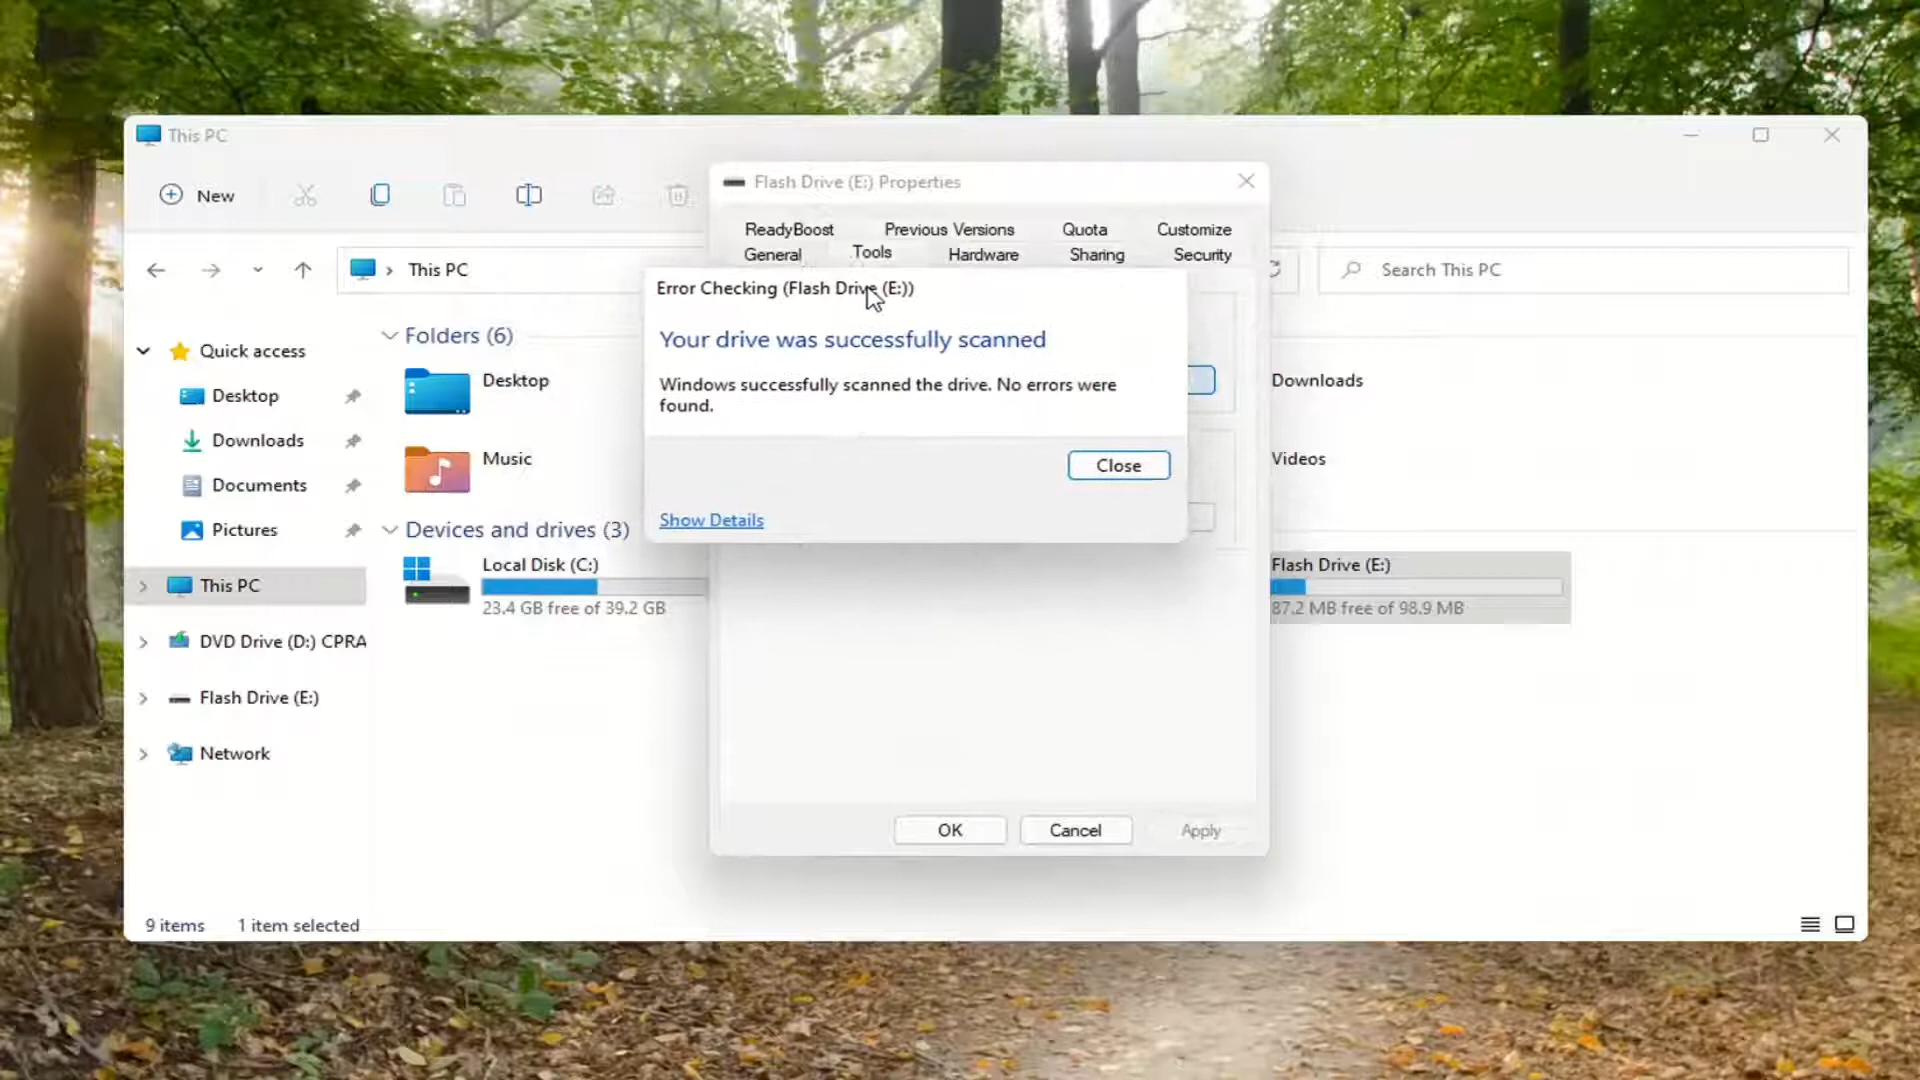 This PC
New
This PC
Search This PC
Quick access
Desktop
Downloads
Documents
Pictures
This PC
DVD Drive (D:) CPRA
Flash Drive (E:)
Network
Folders (6)
Desktop
Music
Downloads
Videos
Devices and drives (3)
Local Disk (C:)
23.4 GB free of 39.2 GB
Flash Drive (E:)
87.2 MB free of 98.9 MB
9 items 1 item selected
Flash Drive (E:) Properties
ReadyBoost Previous Versions Quota Customize
General Tools Hardware Sharing Security
Error Checking (Flash Drive (E:))
Your drive was successfully scanned
Windows successfully scanned the drive. No errors were
found.
Close
Show Details
OK Cancel Apply